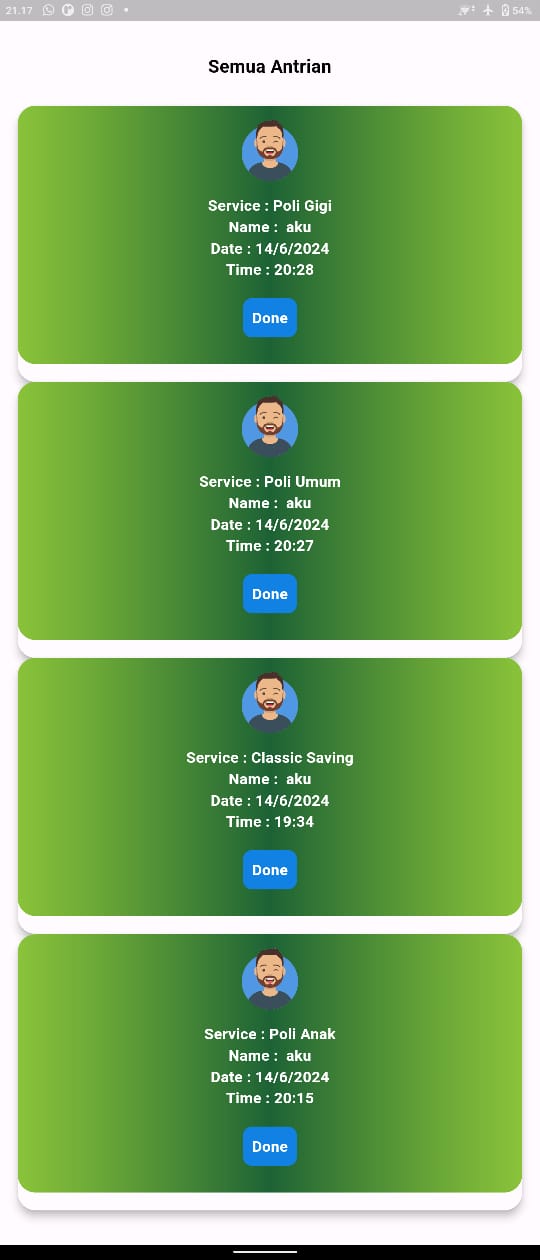 21.17
54%
Semua Antrian
Service : Poli Gigi
Name :  aku
Date : 14/6/2024
Time : 20:28
Done
Service : Poli Umum
Name :  aku
Date : 14/6/2024
Time : 20:27
Done
Service : Classic Saving
Name :  aku
Date : 14/6/2024
Time : 19:34
Done
Service : Poli Anak
Name :  aku
Date : 14/6/2024
Time : 20:15
Done